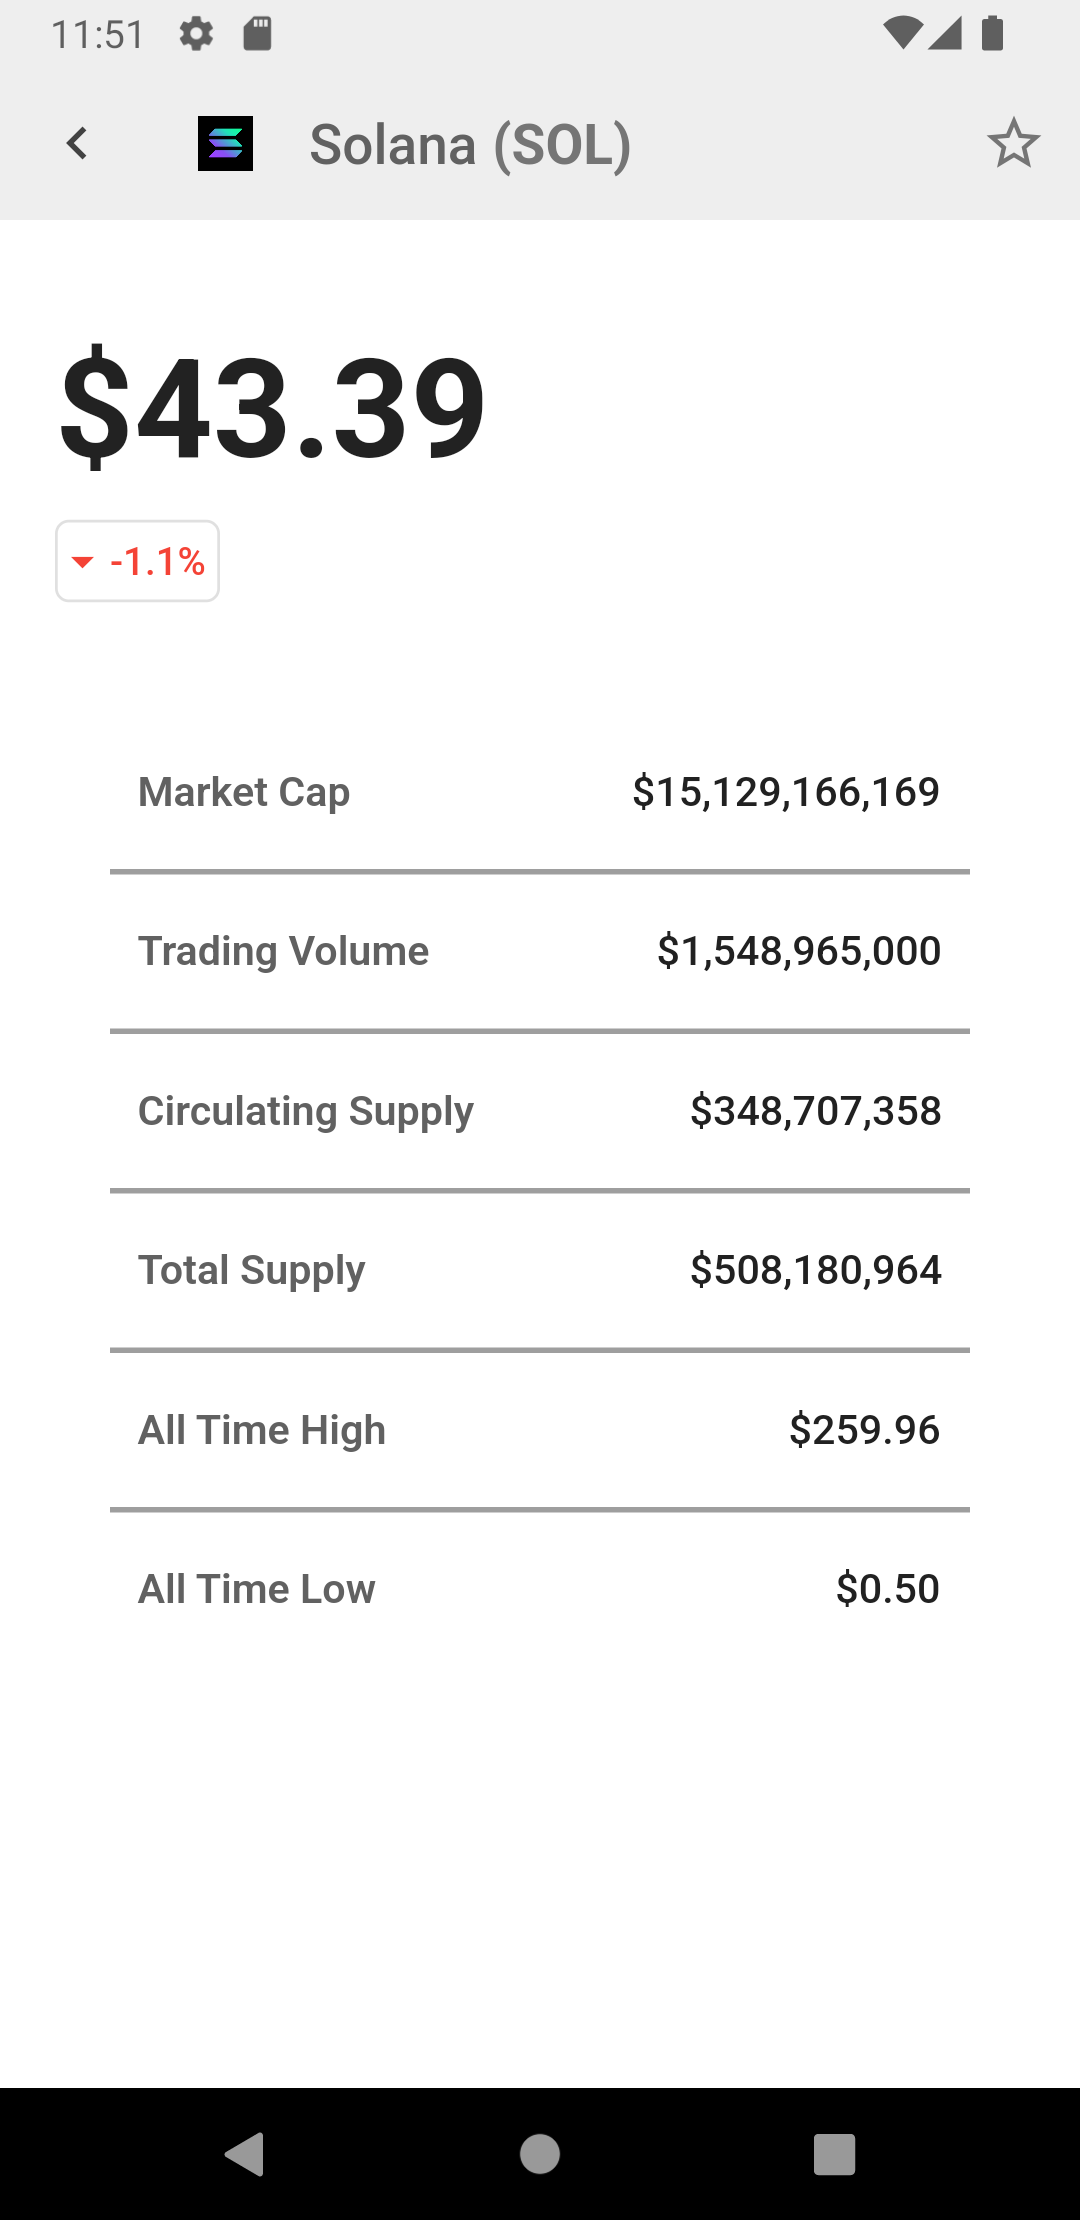 11:51
Solana (SOL)
$43.39
-1.1%
Market Cap $15,129,166,169
Trading Volume $1,548,965,000
Circulating Supply $348,707,358
Total Supply $508,180,964
All Time High $259.96
All Time Low $0.50